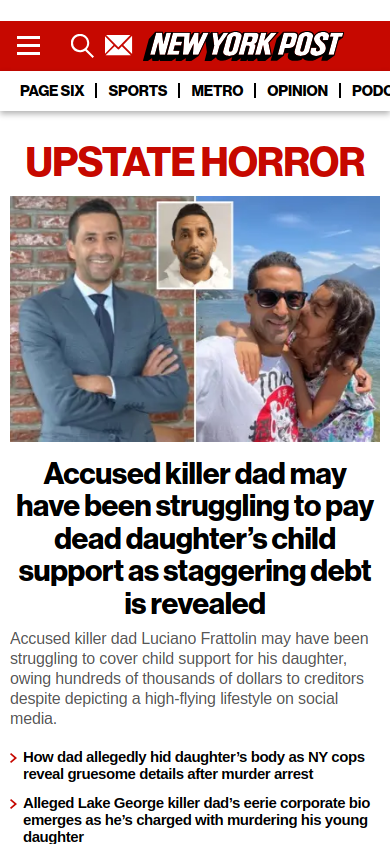 NEW YORK POST
PAGE SIX
SPORTS
METRO
OPINION
PODC
UPSTATE HORROR
Accused killer dad may
have been struggling to pay
dead daughter’s child
support as staggering debt
is revealed
Accused killer dad Luciano Frattolin may have been
struggling to cover child support for his daughter,
owing hundreds of thousands of dollars to creditors
despite depicting a high-flying lifestyle on social
media.
How dad allegedly hid daughter’s body as NY cops
reveal gruesome details after murder arrest
Alleged Lake George killer dad’s eerie corporate bio
emerges as he’s charged with murdering his young
daughter